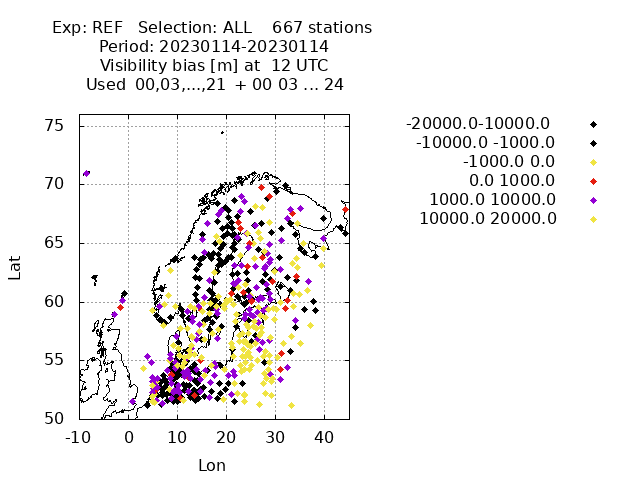 Exp: REF Selection: ALL 667 stations
Period: 20230114-20230114
Visibility bias [m] at 12 UTC
Used 00,03,...,21 + 00 03 ... 24
-20000.0-10000.0
-10000.0 -1000.0
-1000.0 0.0
0.0 1000.0
1000.0 10000.0
10000.0 20000.0
75
70
65
60
55
50
Lat
-10 0 10 20 30 40
Lon